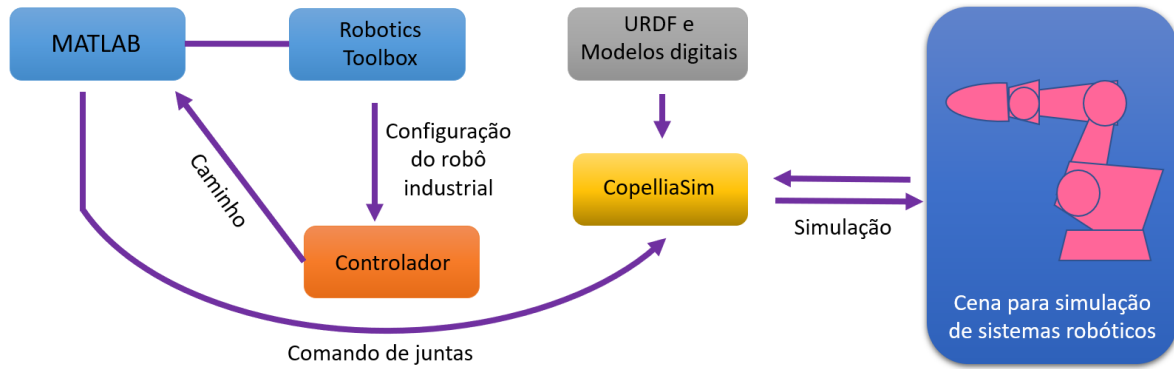 MATLAB
Robotics
Toolbox
URDF e
Modelos digitais
Configuração
do robô
industrial
Caminho
CopelliaSim
Simulação
Controlador
Comando de juntas
Cena para simulação
de sistemas robóticos